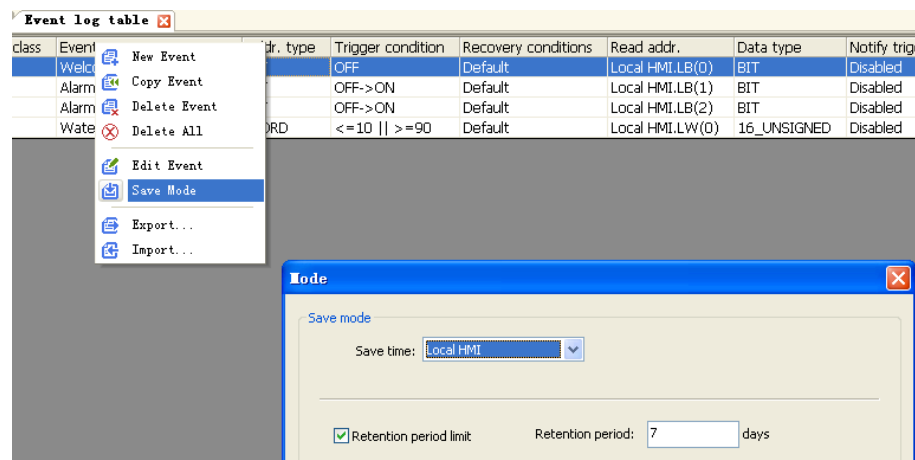 Event log table
class Event dr. type Trigger condition Recovery conditions Read addr. Data type Notify trig
Welco OFF Default Local HMI.LB(0) BIT Disabled
Alarm OFF->ON Default Local HMI.LB(1) BIT Disabled
Alarm OFF->ON Default Local HMI.LB(2) BIT Disabled
Wate ORD <=10 || >=90 Default Local HMI.LW(0) 16_UNSIGNED Disabled
New Event
Copy Event
Delete Event
Delete All
Edit Event
Save Mode
Export...
Import...
Mode
Save mode
Save time: Local HMI
Retention period limit Retention period: 7 days